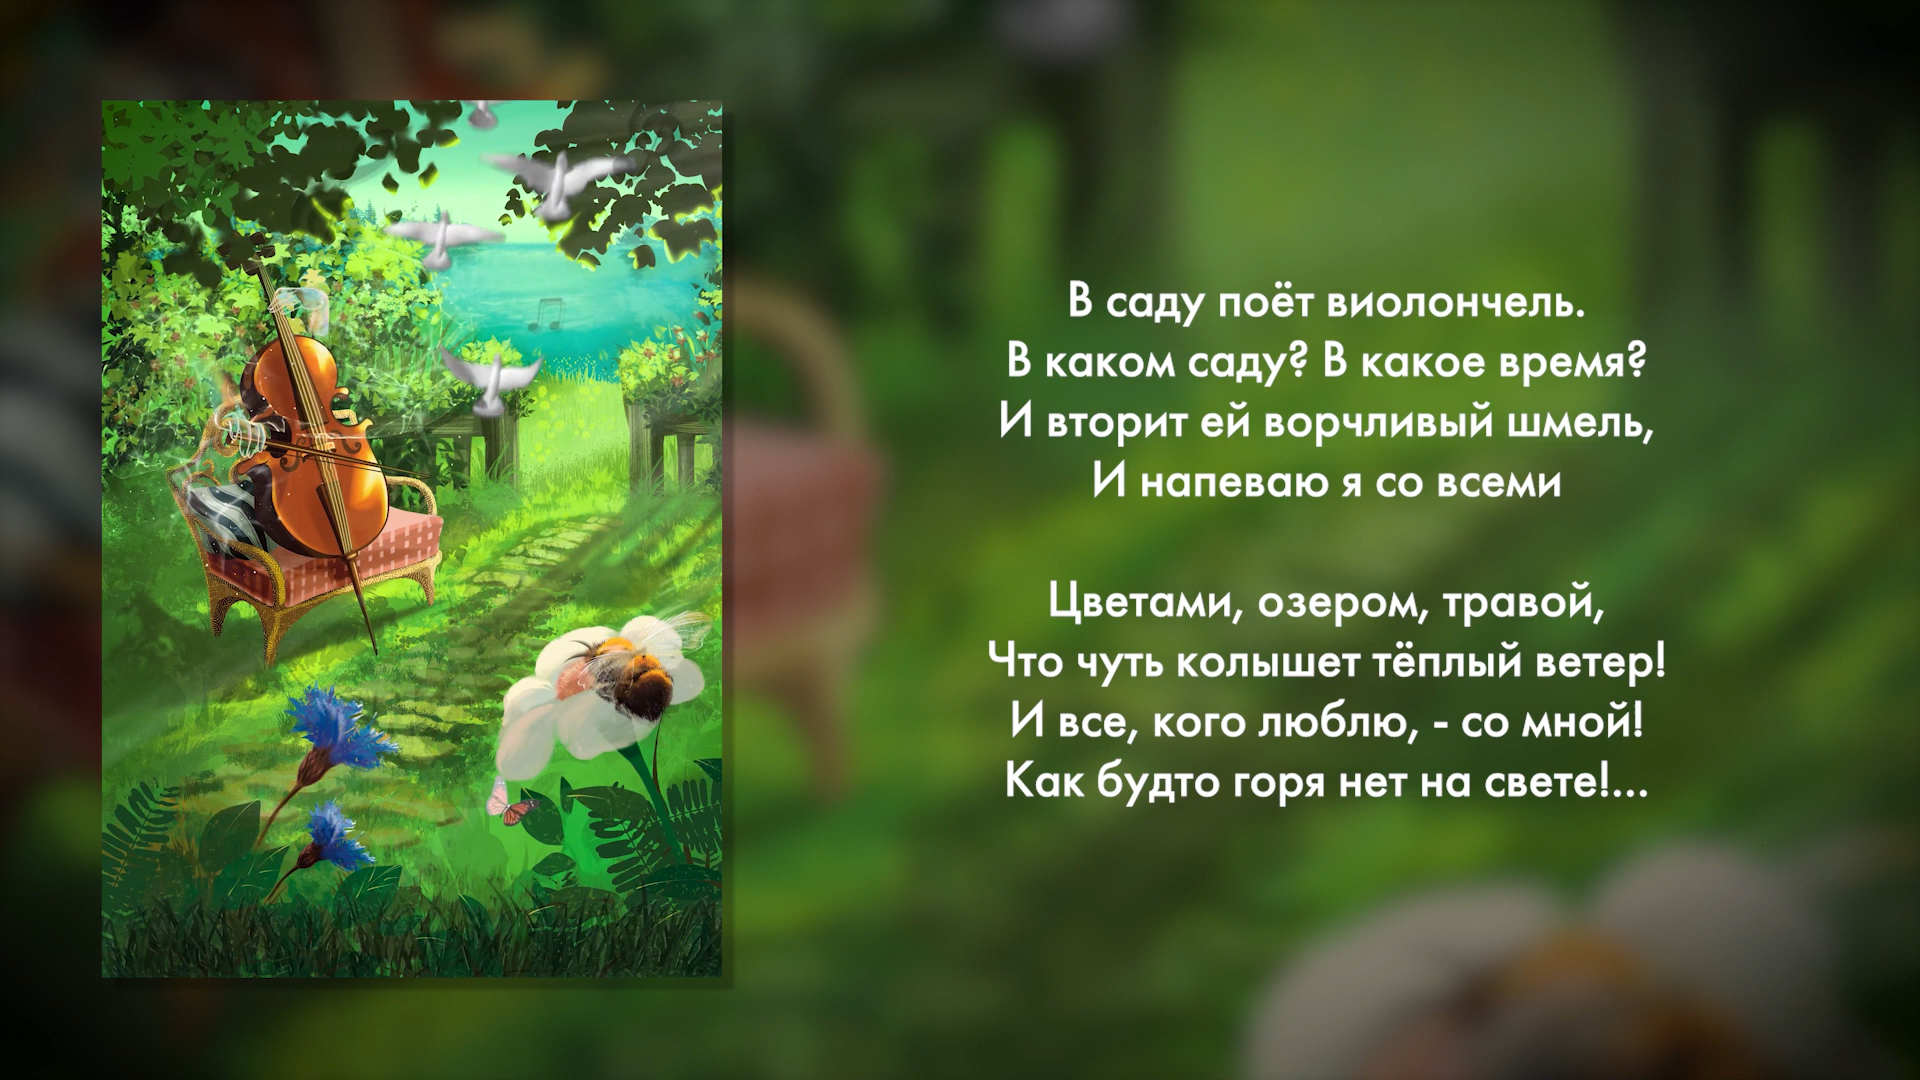 В саду поёт виолончель.
В каком саду? В какое время?
И вторит ей ворчливый шмель,
И напеваю я со всеми
Цветами, озером, травой,
Что чуть колышет тёплый ветер!
И все, кого люблю, - со мной!
Как будто горя нет на свете!...